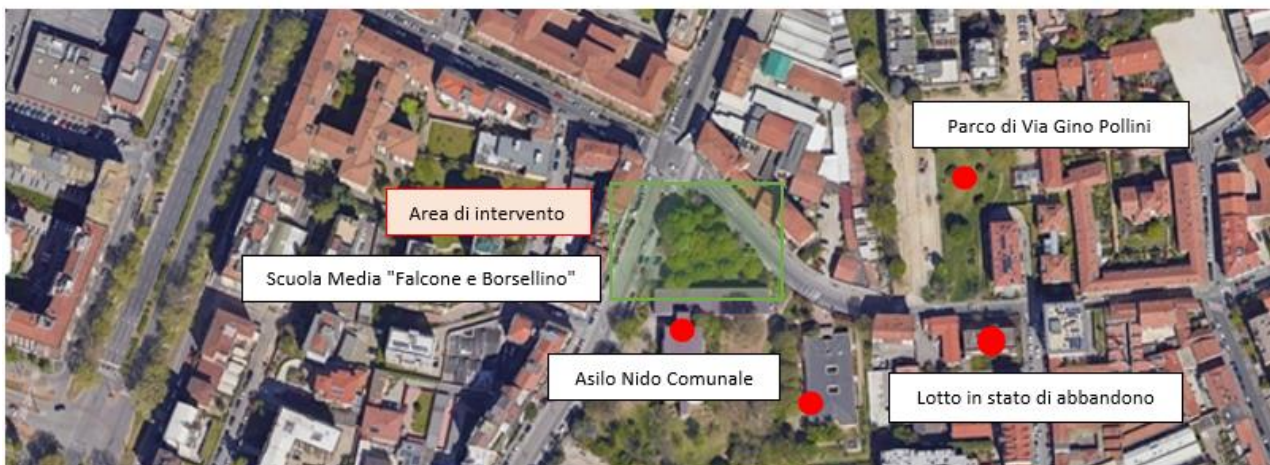 Parco di Via Gino Pollini
Area di intervento
Scuola Media "Falcone e Borsellino"
Asilo Nido Comunale
Lotto in stato di abbandono